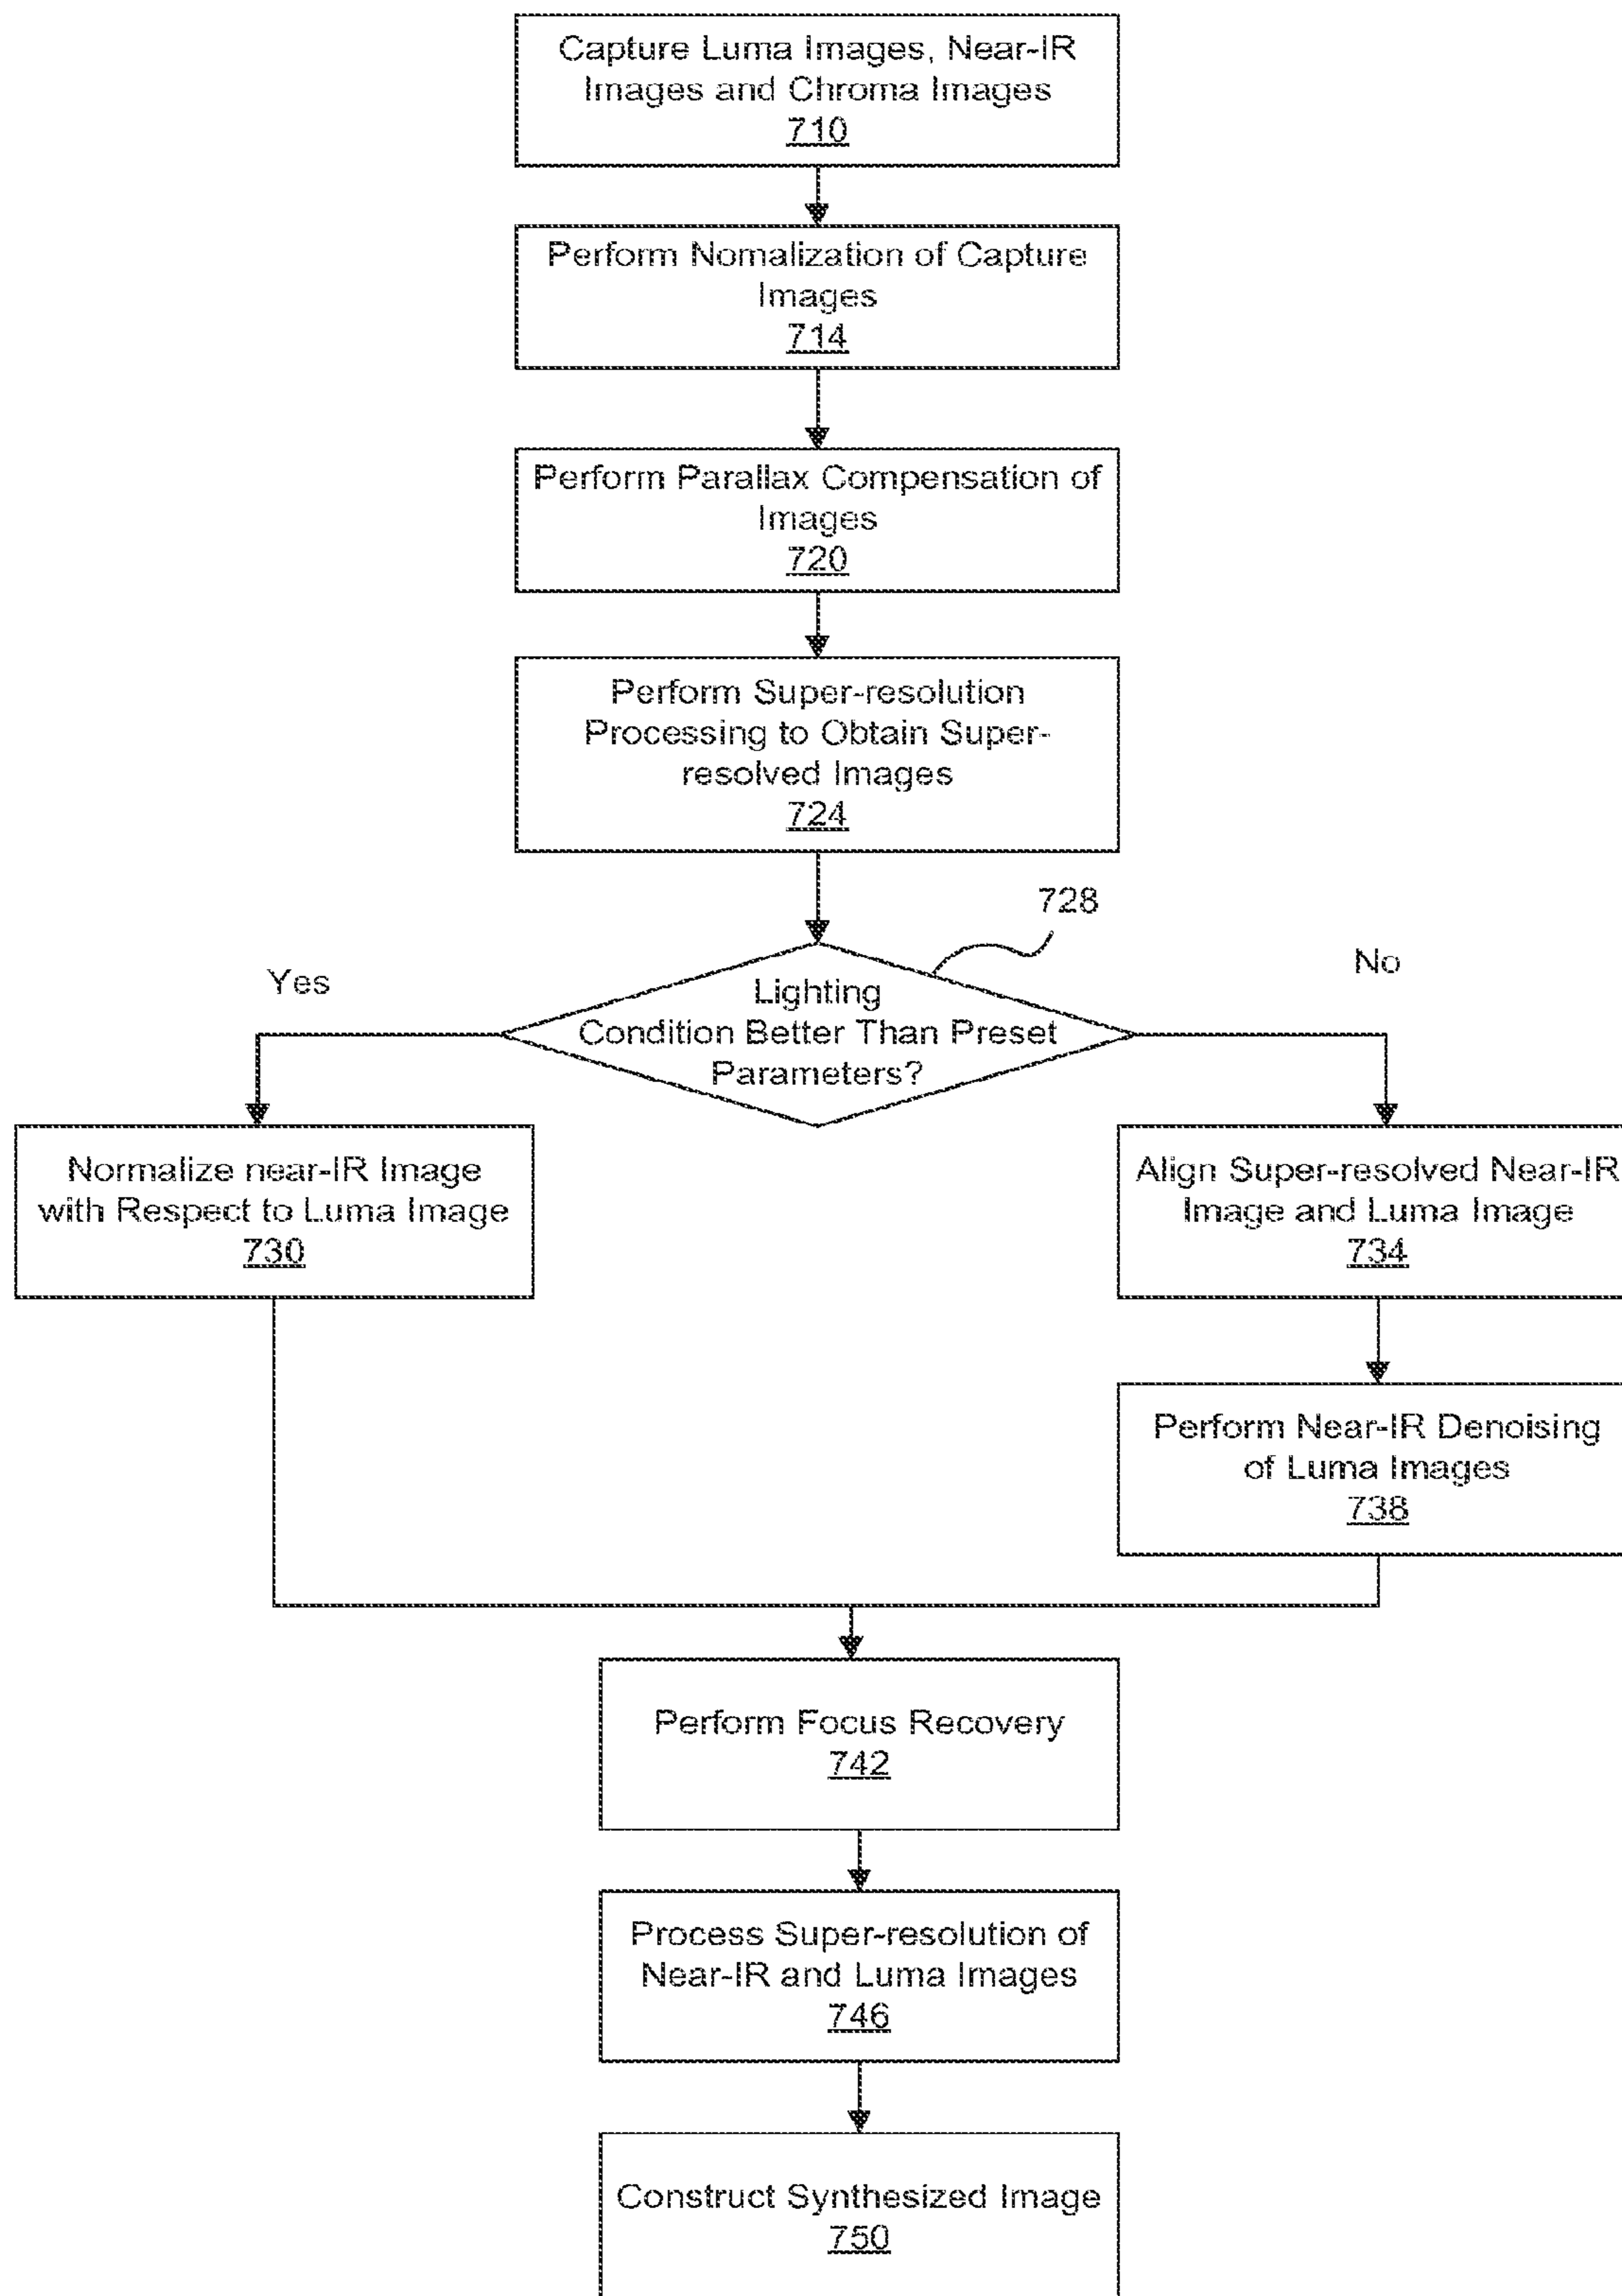 Capture Luma Images, Near-IR
Images and Chroma Images
710
Perform Nomalization of Capture
Images
714
Perform Parallax Compensation of
Images
720
Perform Super-resolution
Processing to Obtain Super-
resolved Images
724
728
Yes
No
Lighting
Condition Better Than Preset
Parameters?
Normalize near-IR Image
with Respect to Luma Image
730
Align Super-resolved Near-IR
Image and Luma Image
734
Perform Near-IR Denoising
of Luma Images
738
Perform Focus Recovery
742
Process Super-resolution of
Near-IR and Luma Images
746
Construct Synthesized Image
750